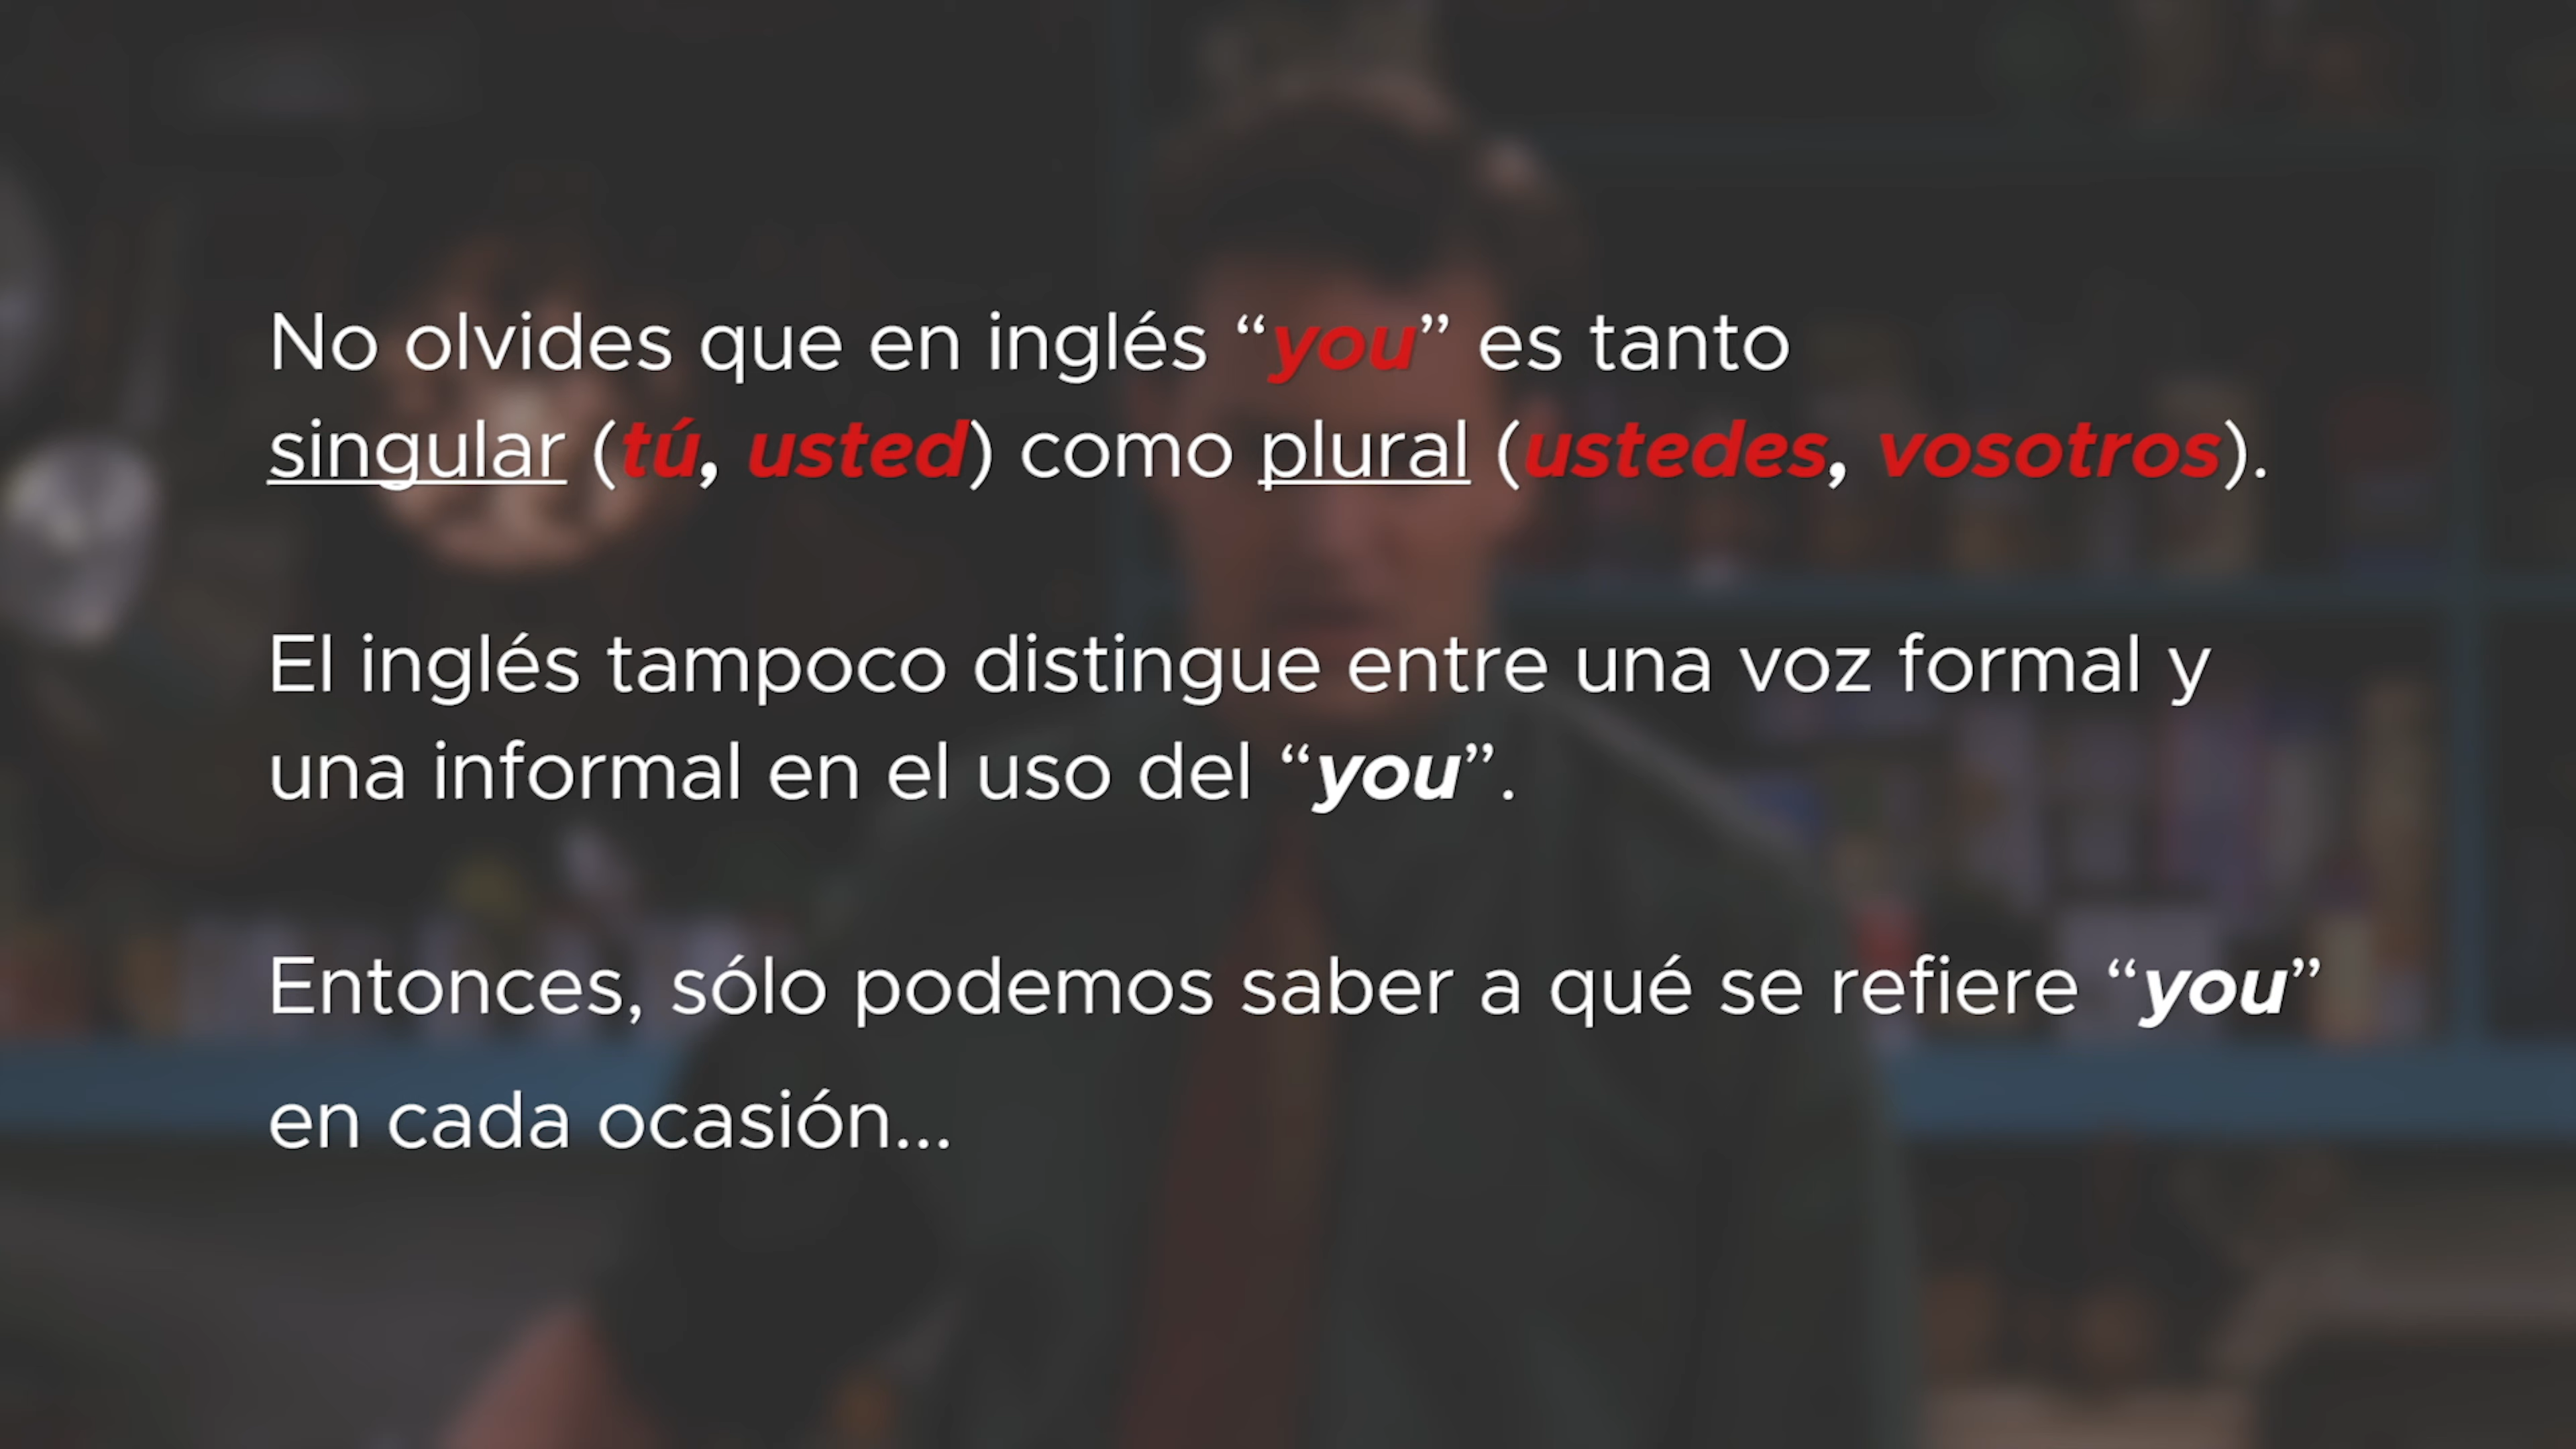 No olvides que en inglés “you” es tanto
singular (tú, usted) como plural (ustedes, vosotros).
El inglés tampoco distingue entre una voz formal y
una informal en el uso del “you”.
Entonces, sólo podemos saber a qué se refiere “you”
en cada ocasión...